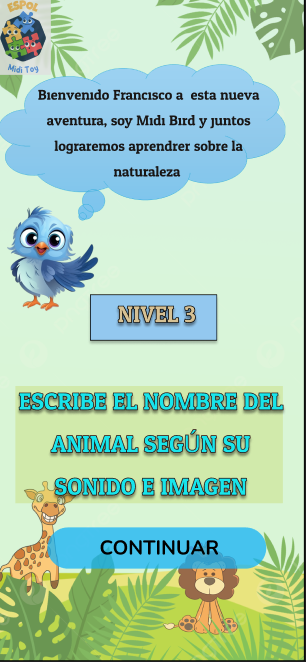 ESPOL
Midi Toy
Bienvenido Francisco a esta nueva
aventura, soy Midi Bird y juntos
lograremos aprendrer sobre la
naturaleza
NIVEL 3
ESCRIBE EL NOMBRE DEL
ANIMAL SEGÚN SU
SONIDO E IMAGEN
CONTINUAR